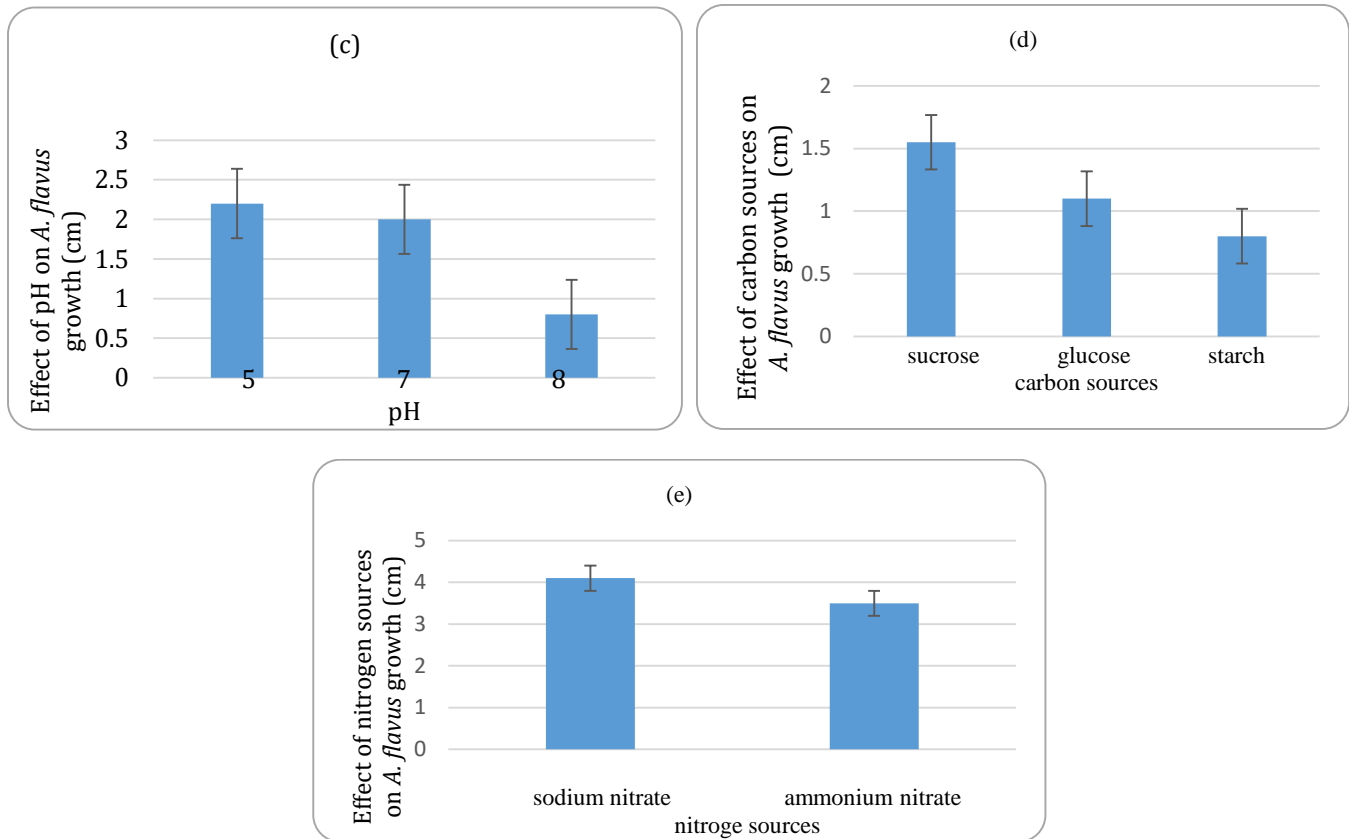 (c)
Effect of pH on A. flavus
growth (cm)
3
2.5
2
1.5
1
0.5
0
5 7 8
pH
(d)
Effect of carbon sources on
A. flavus growth (cm)
2
1.5
1
0.5
0
sucrose glucose starch
carbon sources
(e)
Effect of nitrogen sources
on A. flavus growth (cm)
5
4
3
2
1
0
sodium nitrate ammonium nitrate
nitroge sources